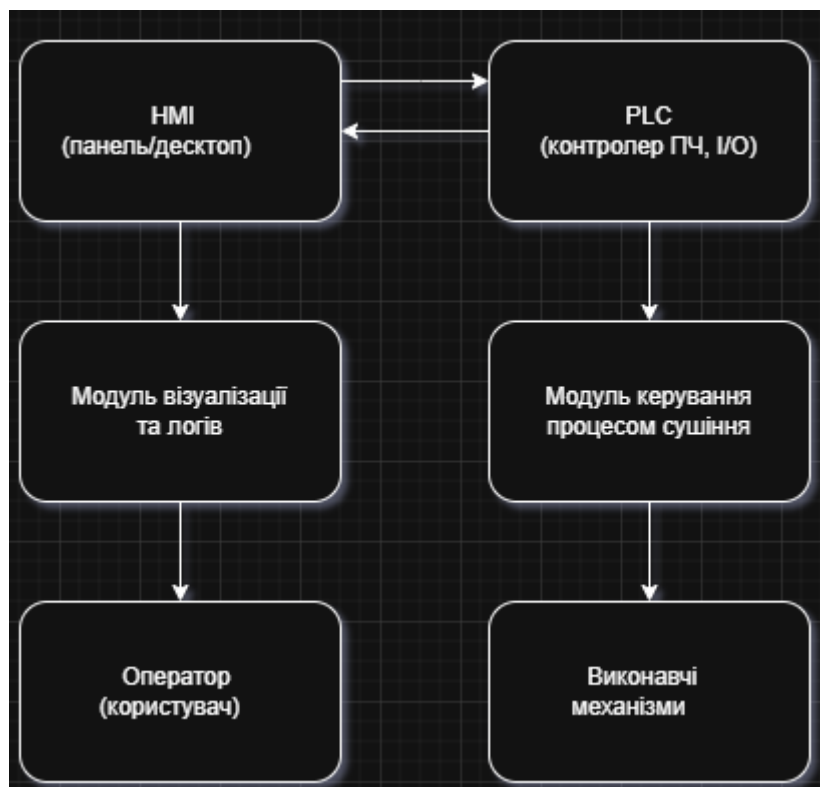 HMI
(панель/десктоп)
PLC
(контролер ПЧ, I/O)
Модуль візуалізації
та логів
Модуль керування
процесом сушіння
Оператор
(користувач)
Виконавчі
механізми